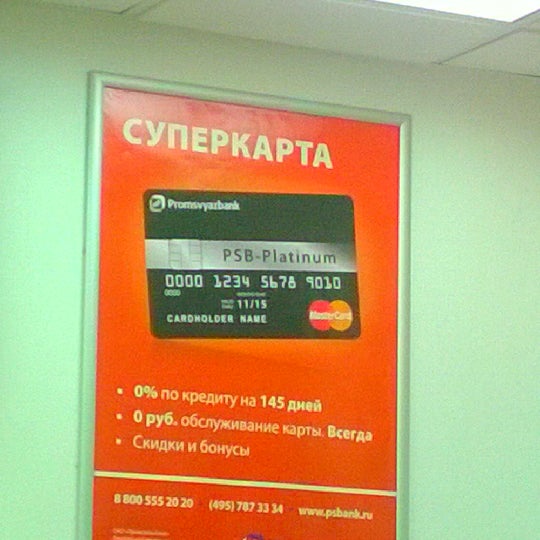 СУПЕРКАРТА
Promsvyazbank
PSB-Platinum
0000 1234 5678 9010
0000
11/15
CARDHOLDER NAME
MasterCard
• 0% по кредиту на 145 дней
• 0 руб. обслуживание карты. Всегда
• Скидки и бонусы
8 800 555 20 20 (495) 787 33 34 www.psbank.ru